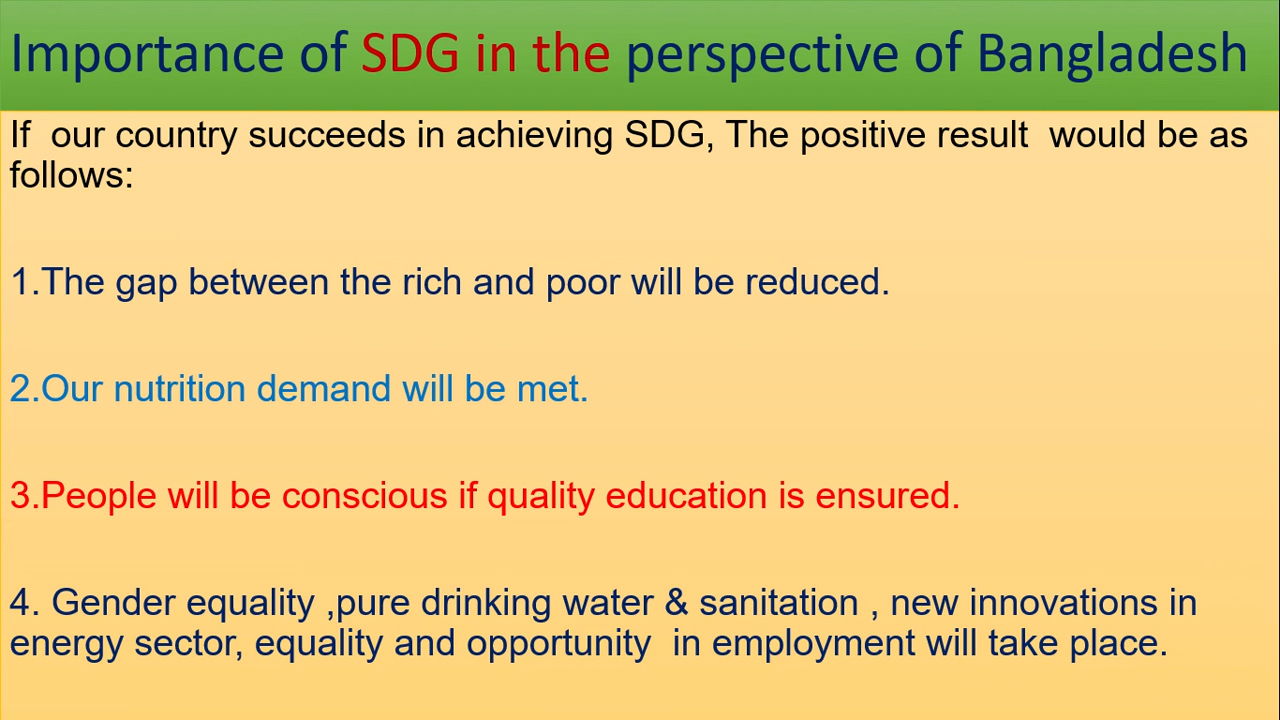 Importance of SDG in the perspective of Bangladesh
If  our country succeeds in achieving SDG, The positive result  would be as
follows:
1.The gap between the rich and poor will be reduced.
2.Our nutrition demand will be met.
3.People will be conscious if quality education is ensured.
4. Gender equality ,pure drinking water & sanitation , new innovations in
energy sector, equality and opportunity  in employment will take place.